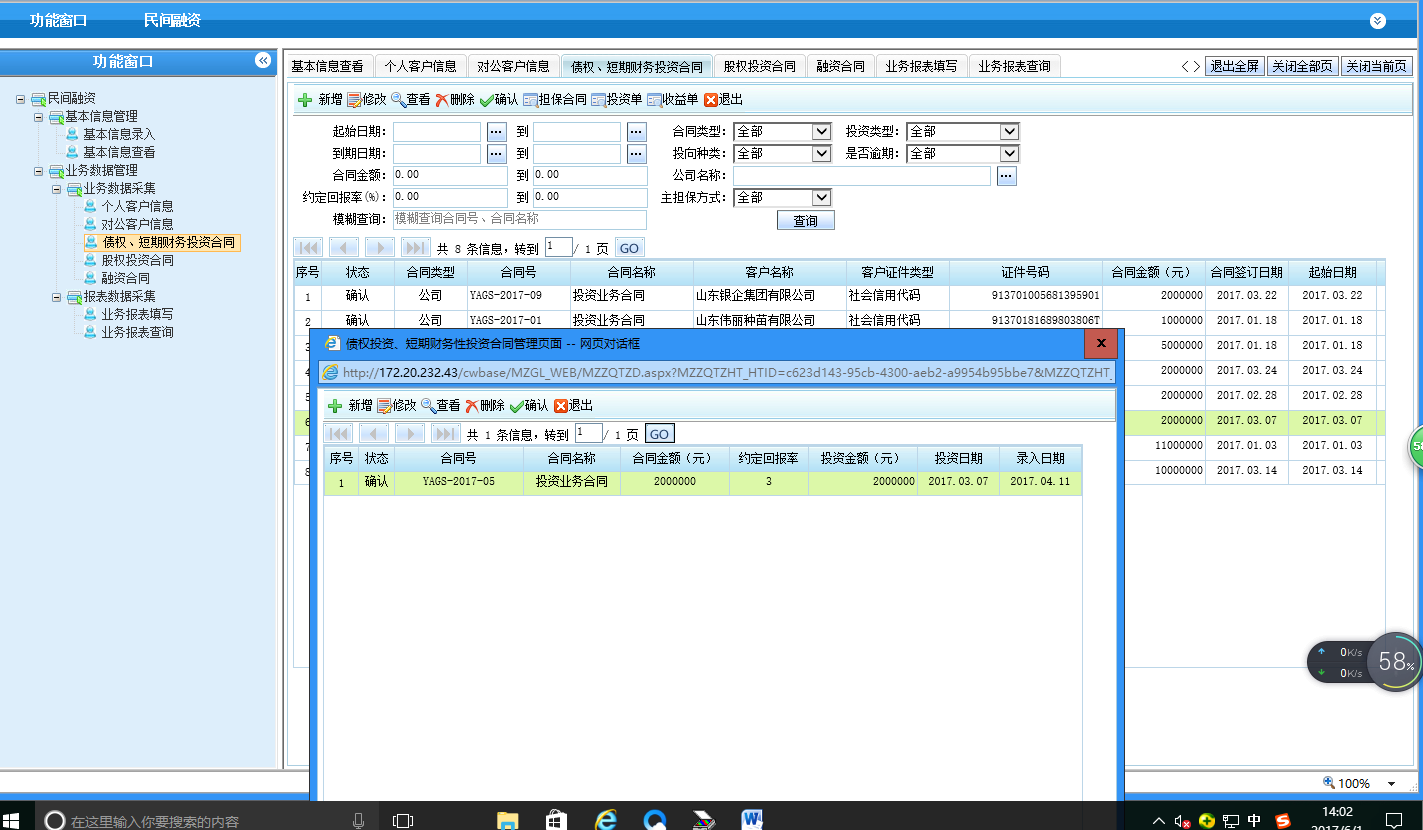 功能窗口 民间融资
功能窗口
民间融资
基本信息管理
基本信息录入
基本信息查看
业务数据管理
业务数据采集
个人客户信息
对公客户信息
债权、短期财务投资合同
股权投资合同
融资合同
报表数据采集
业务报表填写
业务报表查询
基本信息查看 个人客户信息 对公客户信息 债权、短期财务投资合同 股权投资合同 融资合同 业务报表填写 业务报表查询 退出全屏 关闭全部页 关闭当前页
新增 修改 查看 删除 确认 担保合同 投资单 收益单 退出
起始日期: ... 到 ... 合同类型: 全部 投资类型: 全部
到期日期: ... 到 ... 投向种类: 全部 是否逾期: 全部
合同金额: 0.00 到 0.00 公司名称: ...
约定回报率(%): 0.00 到 0.00 主担保方式: 全部
模糊查询: 模糊查询合同号、合同名称 查询
共 8 条信息,转到 1 / 1 页 GO
序号 状态 合同类型 合同号 合同名称 客户名称 客户证件类型 证件号码 合同金额（元） 合同签订日期 起始日期
1 确认 公司 YAGS-2017-09 投资业务合同 山东银企集团有限公司 社会信用代码 913701005681395901 2000000 2017.03.22 2017.03.22
2 确认 公司 YAGS-2017-01 投资业务合同 山东伟丽种苗有限公司 社会信用代码 91370181689803806T 1000000 2017.01.18 2017.01.18
3 5000000 2017.01.18 2017.01.18
4 2000000 2017.03.24 2017.03.24
5 2000000 2017.02.28 2017.02.28
6 2000000 2017.03.07 2017.03.07
7 11000000 2017.01.03 2017.01.03
8 10000000 2017.03.14 2017.03.14
债权投资、短期财务性投资合同管理页面 -- 网页对话框 x
http://172.20.232.43/cwbase/MZGL_WEB/MZZQTZD.aspx?MZZQTZHT_HTID=c623d143-95cb-4300-aeb2-a9954b95bbe7&MZZQTZHT_
新增 修改 查看 删除 确认 退出
共 1 条信息,转到 1 / 1 页 GO
序号 状态 合同号 合同名称 合同金额（元） 约定回报率 投资金额（元） 投资日期 录入日期
1 确认 YAGS-2017-05 投资业务合同 2000000 3 2000000 2017.03.07 2017.04.11
58
0K/s
0K/s
58%
100%
在这里输入你要搜索的内容
中
14:02
2017/6/1